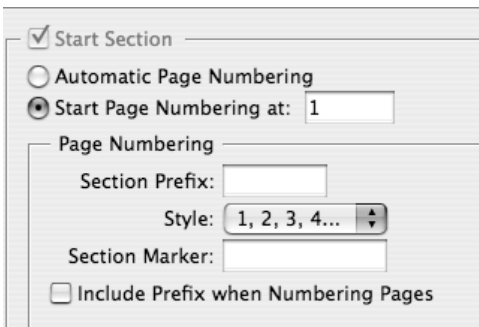 Start Section
Automatic Page Numbering
Start Page Numbering at: 1
Page Numbering
Section Prefix:
Style: 1, 2, 3, 4...
Section Marker:
Include Prefix when Numbering Pages